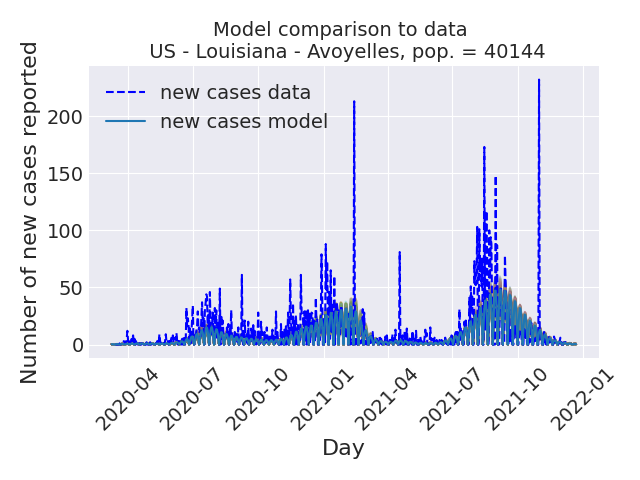 Model comparison to data
US - Louisiana - Avoyelles, pop. = 40144
Number of new cases reported
200
150
100
50
0
new cases data
new cases model
2020-04
2020-07
2020-10
2021-01
2021-04
2021-07
2021-10
2022-01
Day